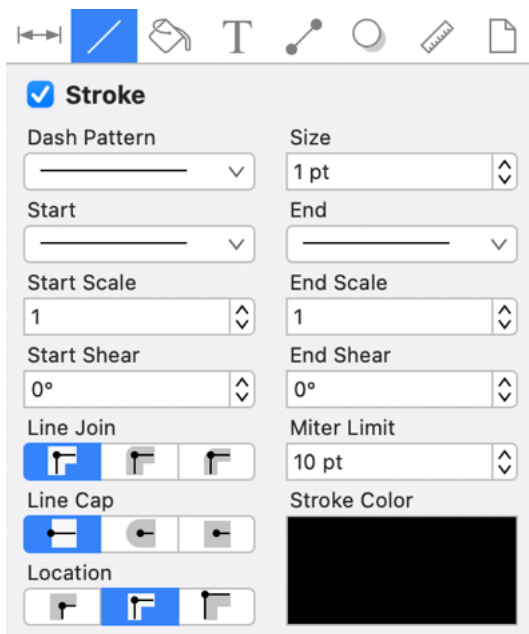 T
Stroke
Dash Pattern Size
1 pt
Start End
Start Scale End Scale
1 1
Start Shear End Shear
0° 0°
Line Join Miter Limit
10 pt
Line Cap Stroke Color
Location